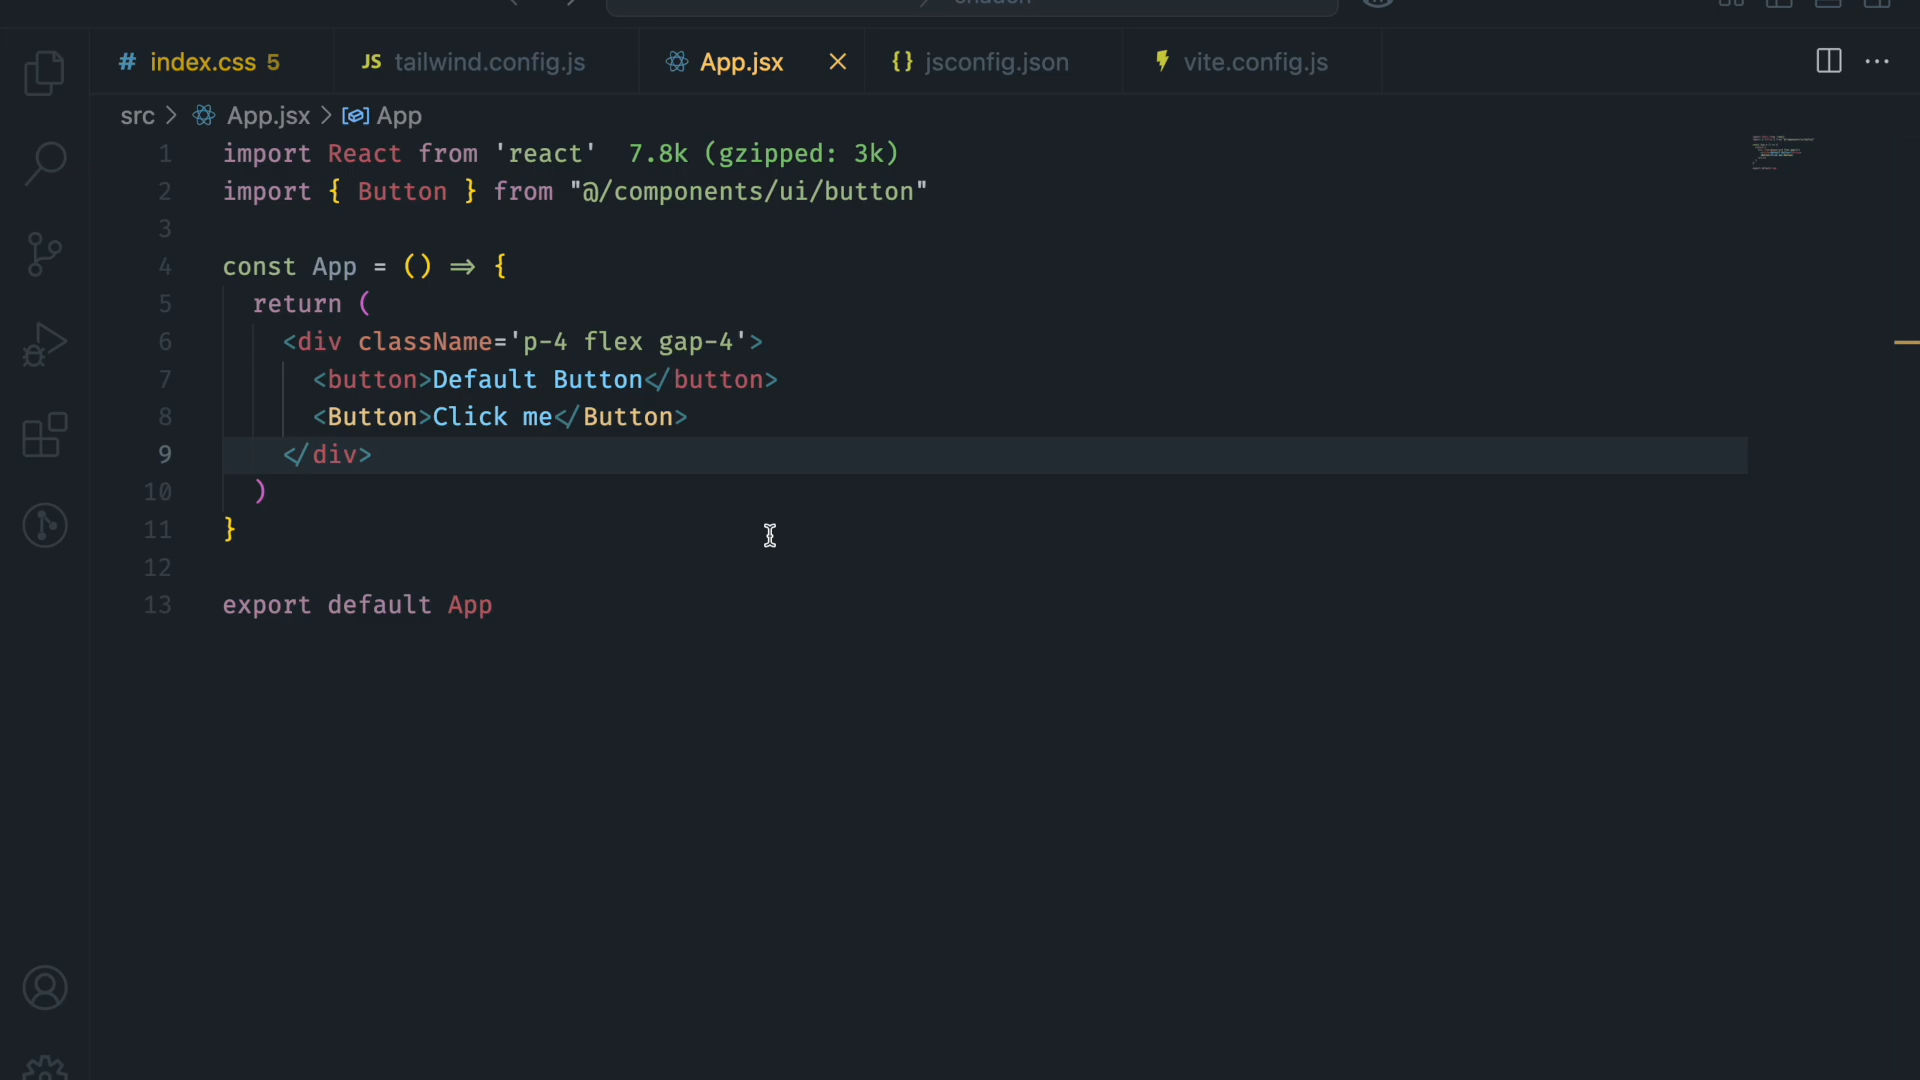 # index.css 5 JS tailwind.config.js App.jsx {} jsconfig.json vite.config.js
src > App.jsx > App
1 import React from 'react' 7.8k (gzipped: 3k)
2 import { Button } from "@/components/ui/button"
3
4 const App = () => {
5 return (
6 <div className='p-4 flex gap-4'>
7 <button>Default Button</button>
8 <Button>Click me</Button>
9 </div>
10 )
11 }
12
13 export default App